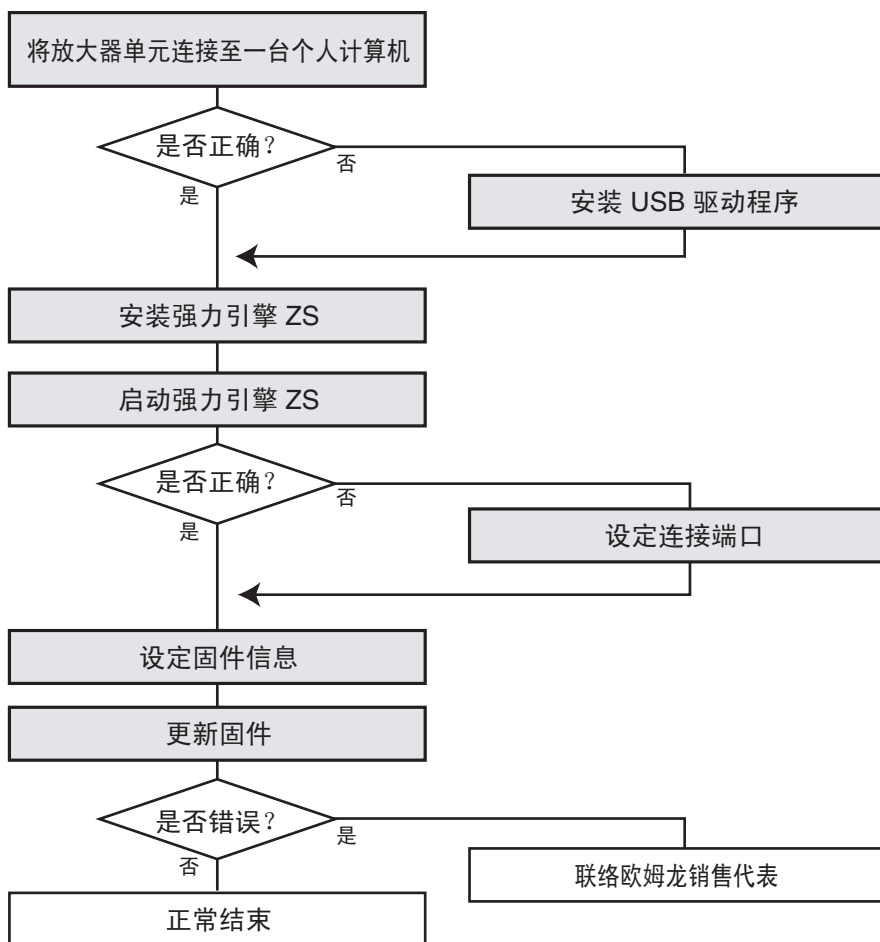 将放大器单元连接至一台个人计算机
是否正确？
否
是
安装 USB 驱动程序
安装强力引擎 ZS
启动强力引擎 ZS
是否正确？
否
是
设定连接端口
设定固件信息
更新固件
是否错误？
是
否
联络欧姆龙销售代表
正常结束